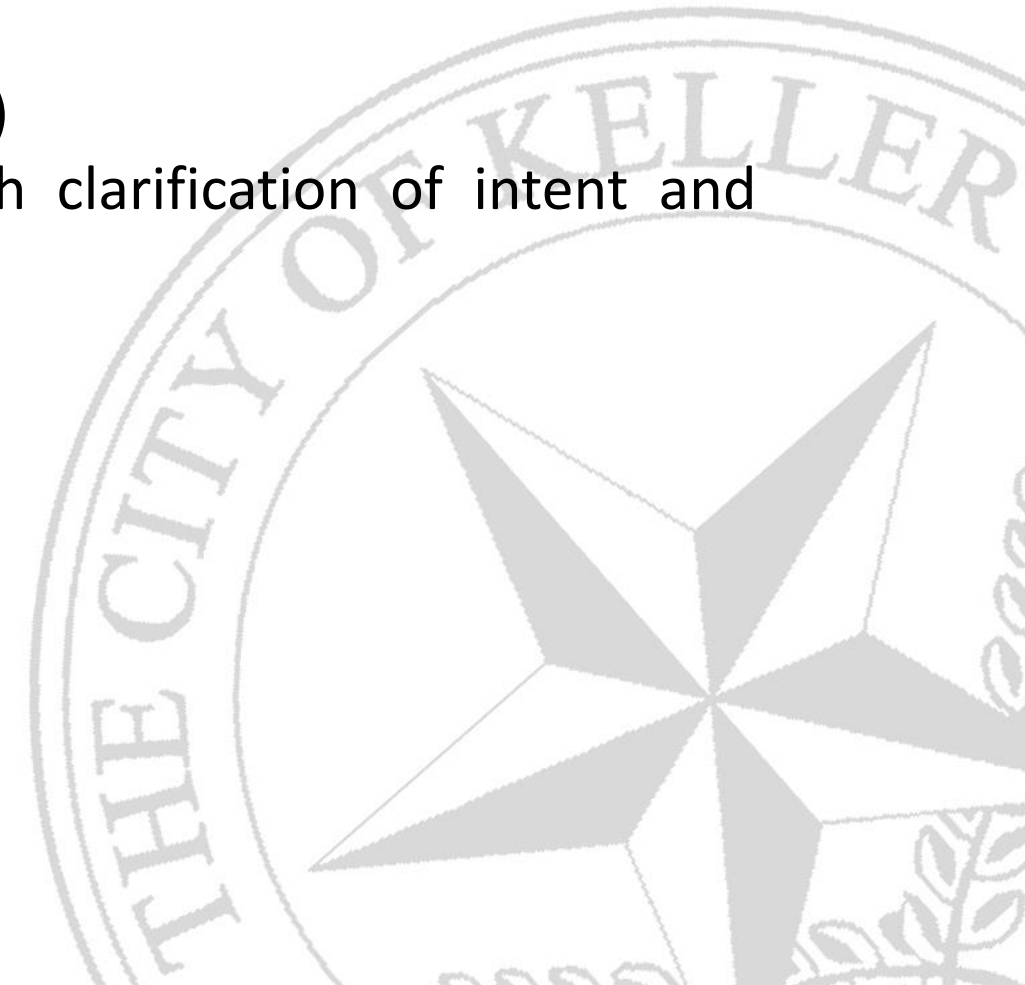 )
h clarification of intent and
THE CITY OF KELLER